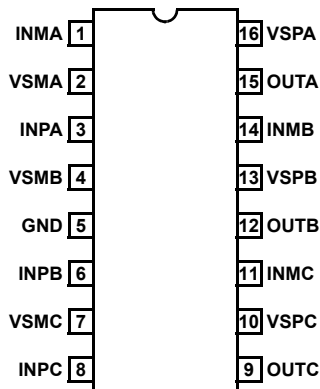 INMA 1 16 VSPA
VSMA 2 15 OUTA
INPA 3 14 INMB
VSMB 4 13 VSPB
GND 5 12 OUTB
INPB 6 11 INMC
VSMC 7 10 VSPC
INPC 8 9 OUTC